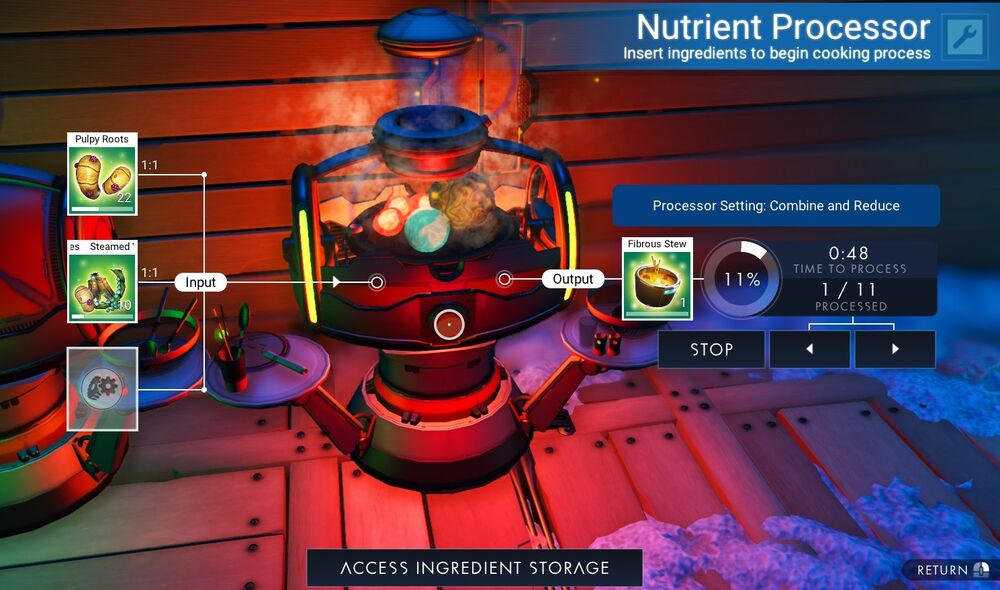 Nutrient Processor
Insert ingredients to begin cooking process
Pulpy Roots
1:1
22
es Steamed V
1:1
10
Input
Output
Processor Setting: Combine and Reduce
Fibrous Stew
1
11%
0:48
TIME TO PROCESS
1 / 11
PROCESSED
STOP
ACCESS INGREDIENT STORAGE
RETURN